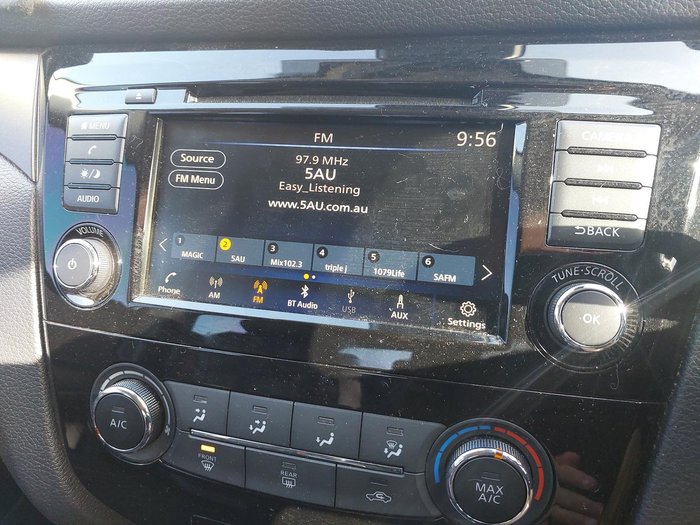 MENU
AUDIO
VOLUME
FM
9:56
Source
FM Menu
97.9 MHz
5AU
Easy_Listening
www.5AU.com.au
1 MAGIC
2 5AU
3 Mix102.3
4 triple j
5 1079Life
6 SAFM
Phone
AM
FM
BT Audio
USB
AUX
Settings
CAMERA
BACK
TUNE·SCROLL
OK
A/C
FRONT
REAR
MAX
A/C